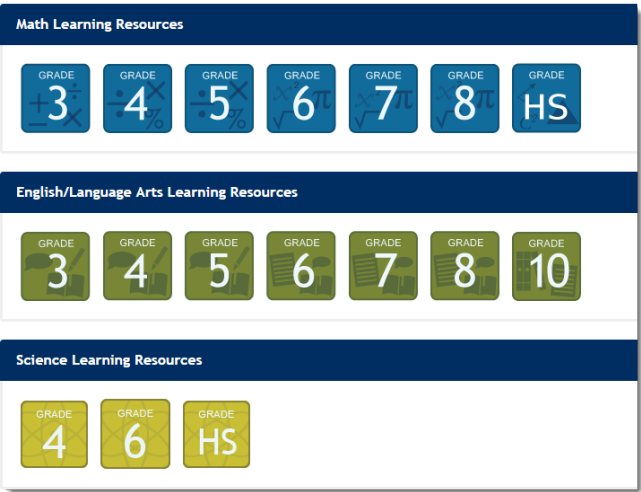 Math Learning Resources
GRADE GRADE GRADE GRADE GRADE GRADE GRADE
3 4 5 6 7 8 HS
English/Language Arts Learning Resources
GRADE GRADE GRADE GRADE GRADE GRADE GRADE
3 4 5 6 7 8 10
Science Learning Resources
GRADE GRADE GRADE
4 6 HS